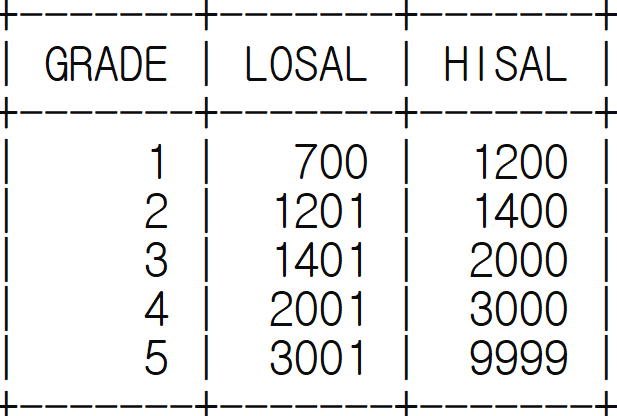 +--------+--------+--------+
| GRADE | LOSAL | HISAL |
+--------+--------+--------+
| 1 | 700 | 1200 |
| 2 | 1201 | 1400 |
| 3 | 1401 | 2000 |
| 4 | 2001 | 3000 |
| 5 | 3001 | 9999 |
+--------+--------+--------+